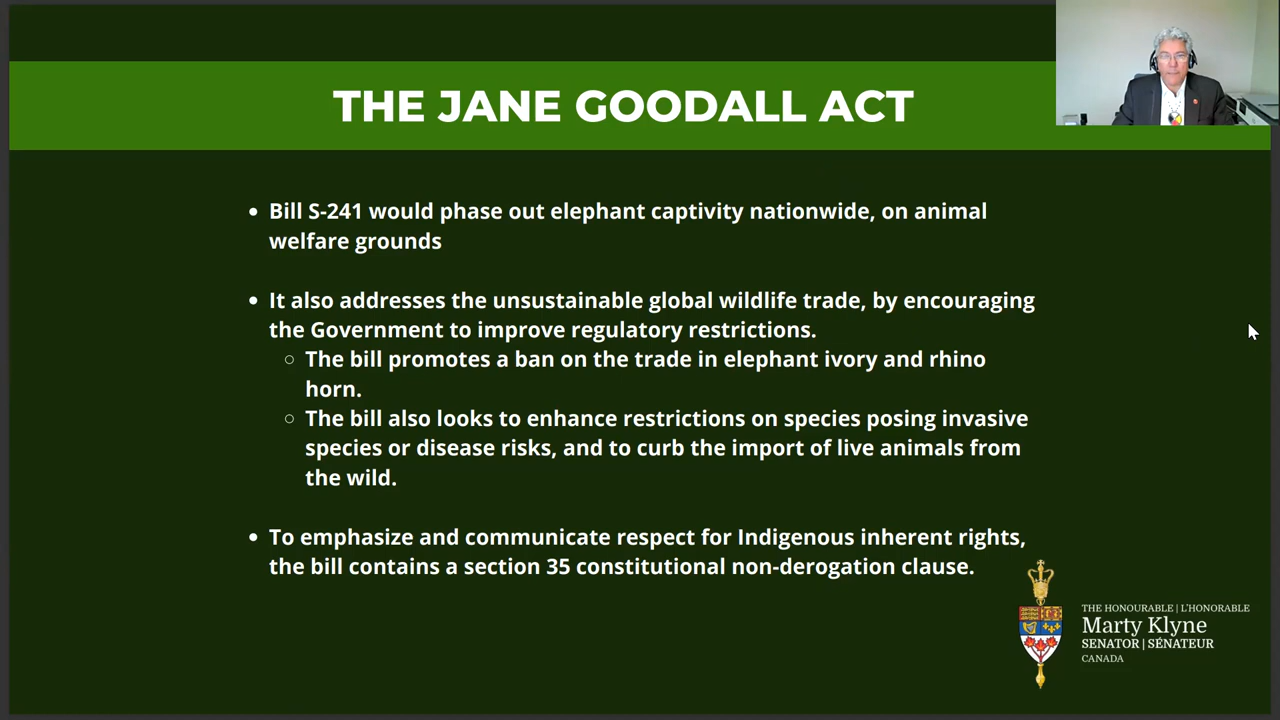 THE JANE GOODALL ACT
• Bill S-241 would phase out elephant captivity nationwide, on animal
welfare grounds
• It also addresses the unsustainable global wildlife trade, by encouraging
the Government to improve regulatory restrictions.
○ The bill promotes a ban on the trade in elephant ivory and rhino
horn.
○ The bill also looks to enhance restrictions on species posing invasive
species or disease risks, and to curb the import of live animals from
the wild.
• To emphasize and communicate respect for Indigenous inherent rights,
the bill contains a section 35 constitutional non-derogation clause.
THE HONOURABLE | L'HONORABLE
Marty Klyne
SENATOR | SÉNATEUR
CANADA